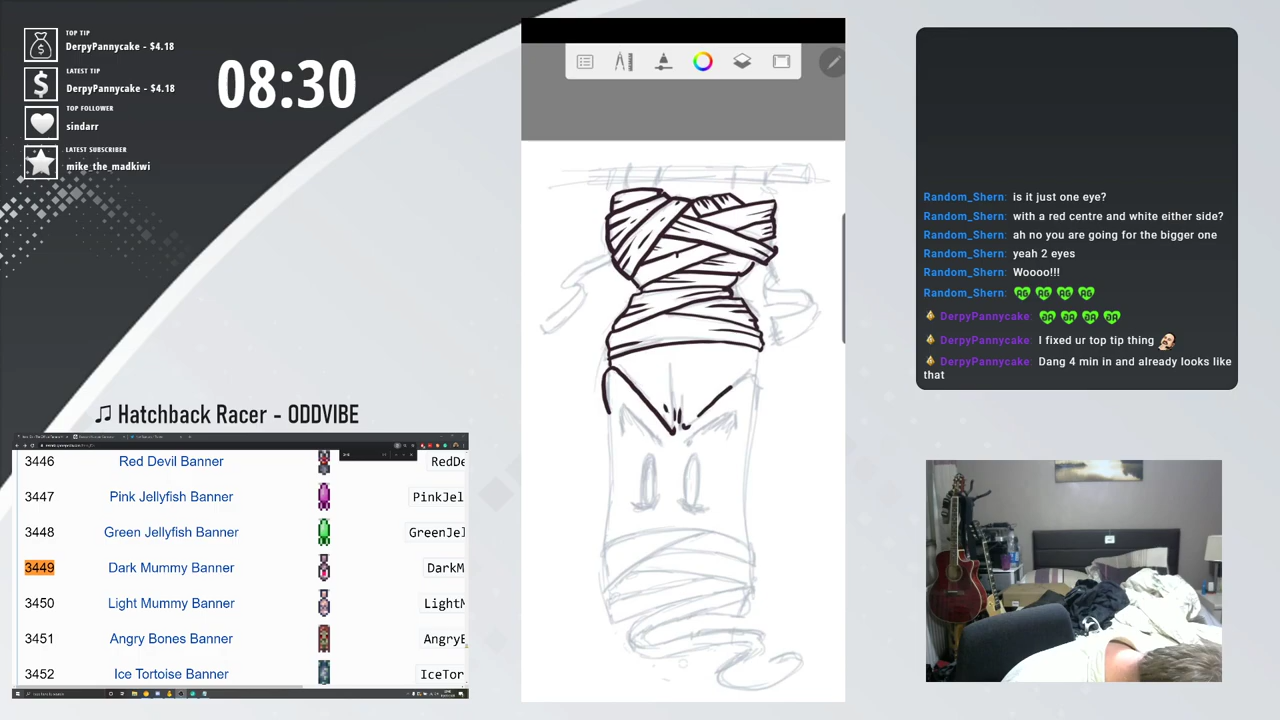 TOP TIP
DerpyPannycake - $4.18
LATEST TIP
DerpyPannycake - $4.18
TOP FOLLOWER
sindarr
LATEST SUBSCRIBER
mike_the_madkiwi
08:30
Hatchback Racer - ODDVIBE
3446 Red Devil Banner RedDe
3447 Pink Jellyfish Banner PinkJel
3448 Green Jellyfish Banner GreenJel
3449 Dark Mummy Banner DarkM
3450 Light Mummy Banner LightM
3451 Angry Bones Banner AngryB
3452 Ice Tortoise Banner IceTor
Random_Shern: is it just one eye?
Random_Shern: with a red centre and white either side?
Random_Shern: ah no you are going for the bigger one
Random_Shern: yeah 2 eyes
Random_Shern: Woooo!!!
Random_Shern:
DerpyPannycake:
DerpyPannycake: I fixed ur top tip thing
DerpyPannycake: Dang 4 min in and already looks like
that